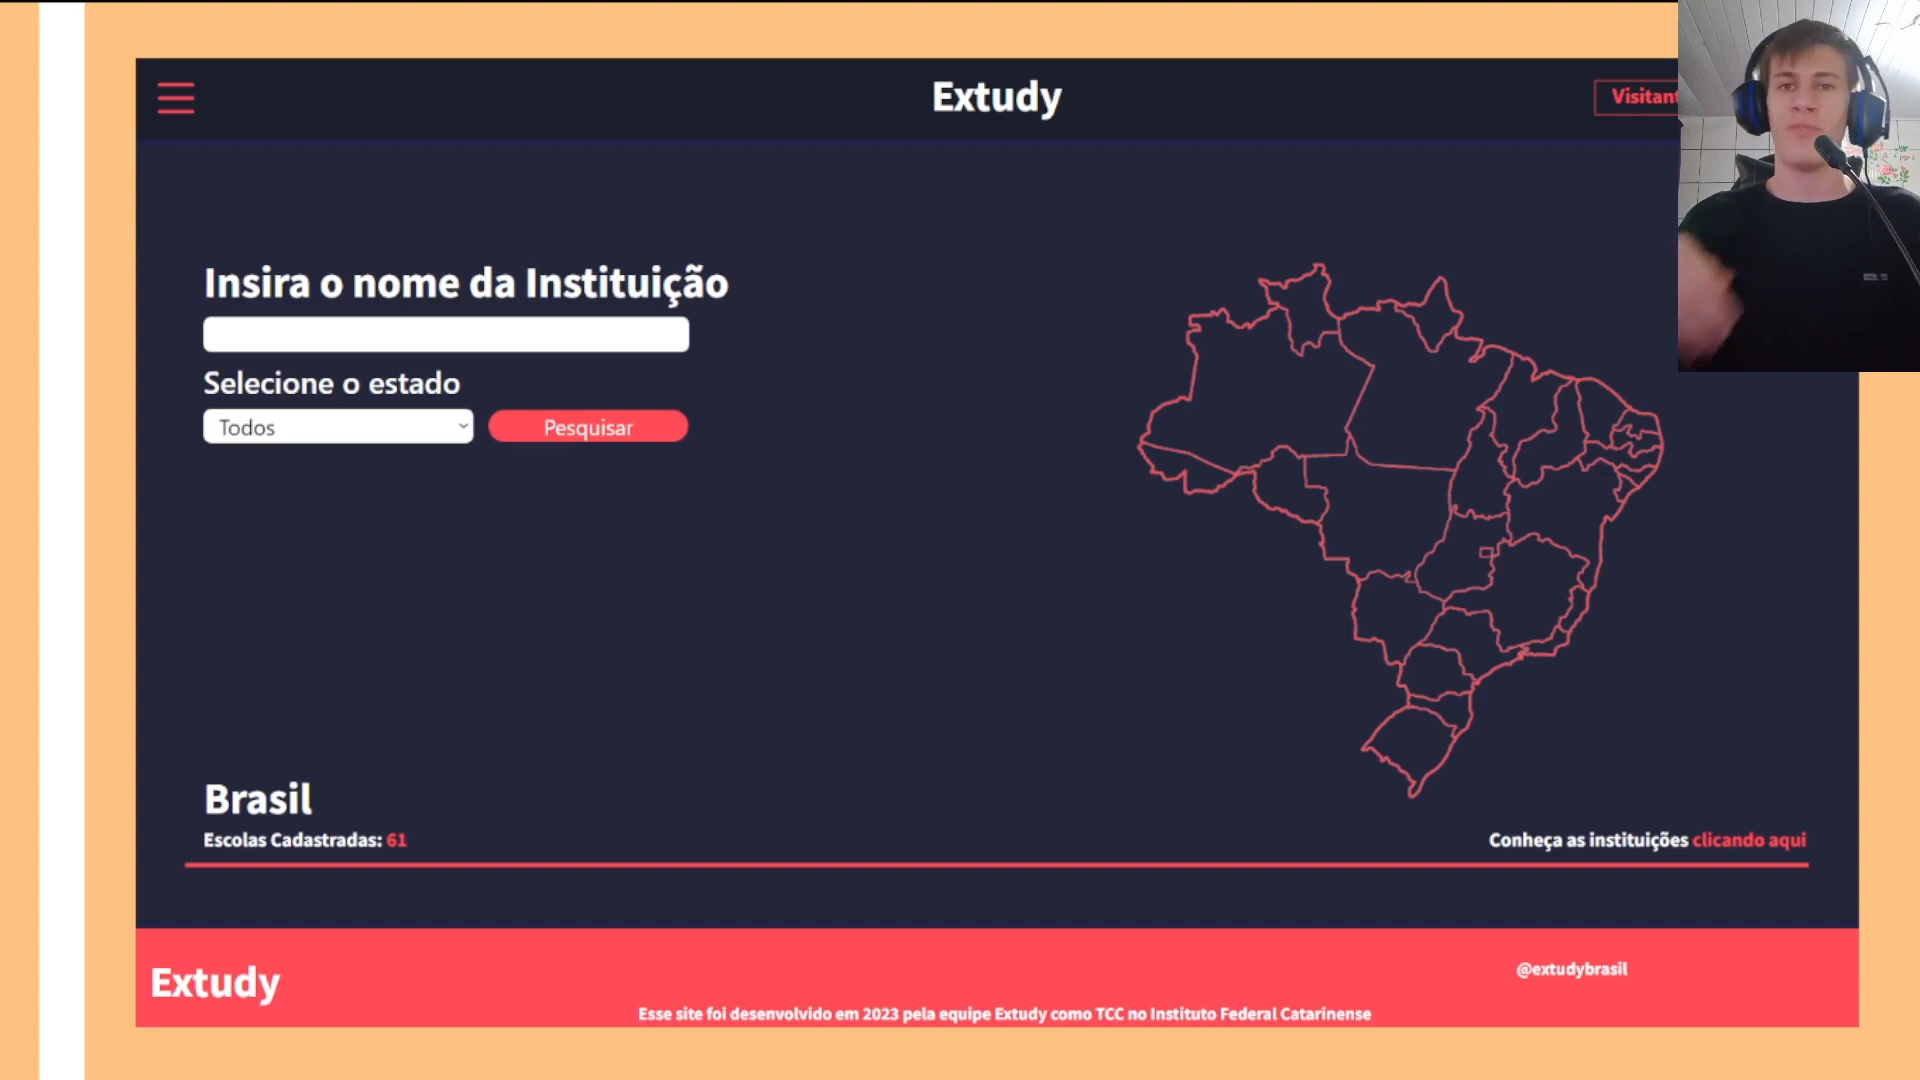 Extudy
Visitant
Insira o nome da Instituição
Selecione o estado
Todos
Pesquisar
Brasil
Escolas Cadastradas: 61
Conheça as instituições clicando aqui
Extudy
@extudybrasil
Esse site foi desenvolvido em 2023 pela equipe Extudy como TCC no Instituto Federal Catarinense